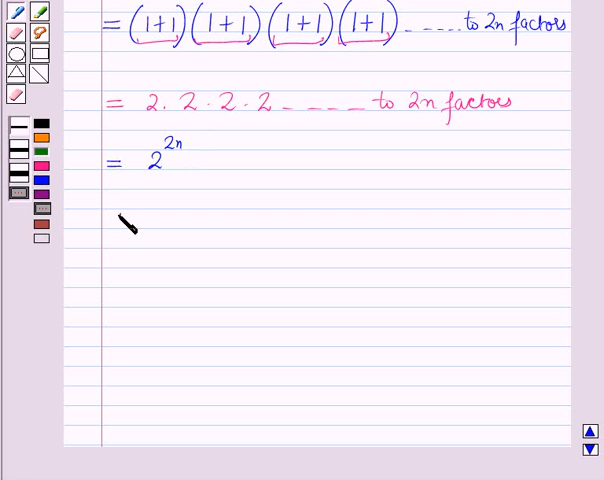 = (1+1) (1+1) (1+1) (1+1) ------ to 2n factors
= 2 . 2 . 2 . 2 ---- to 2n factors
= 2^{2n}